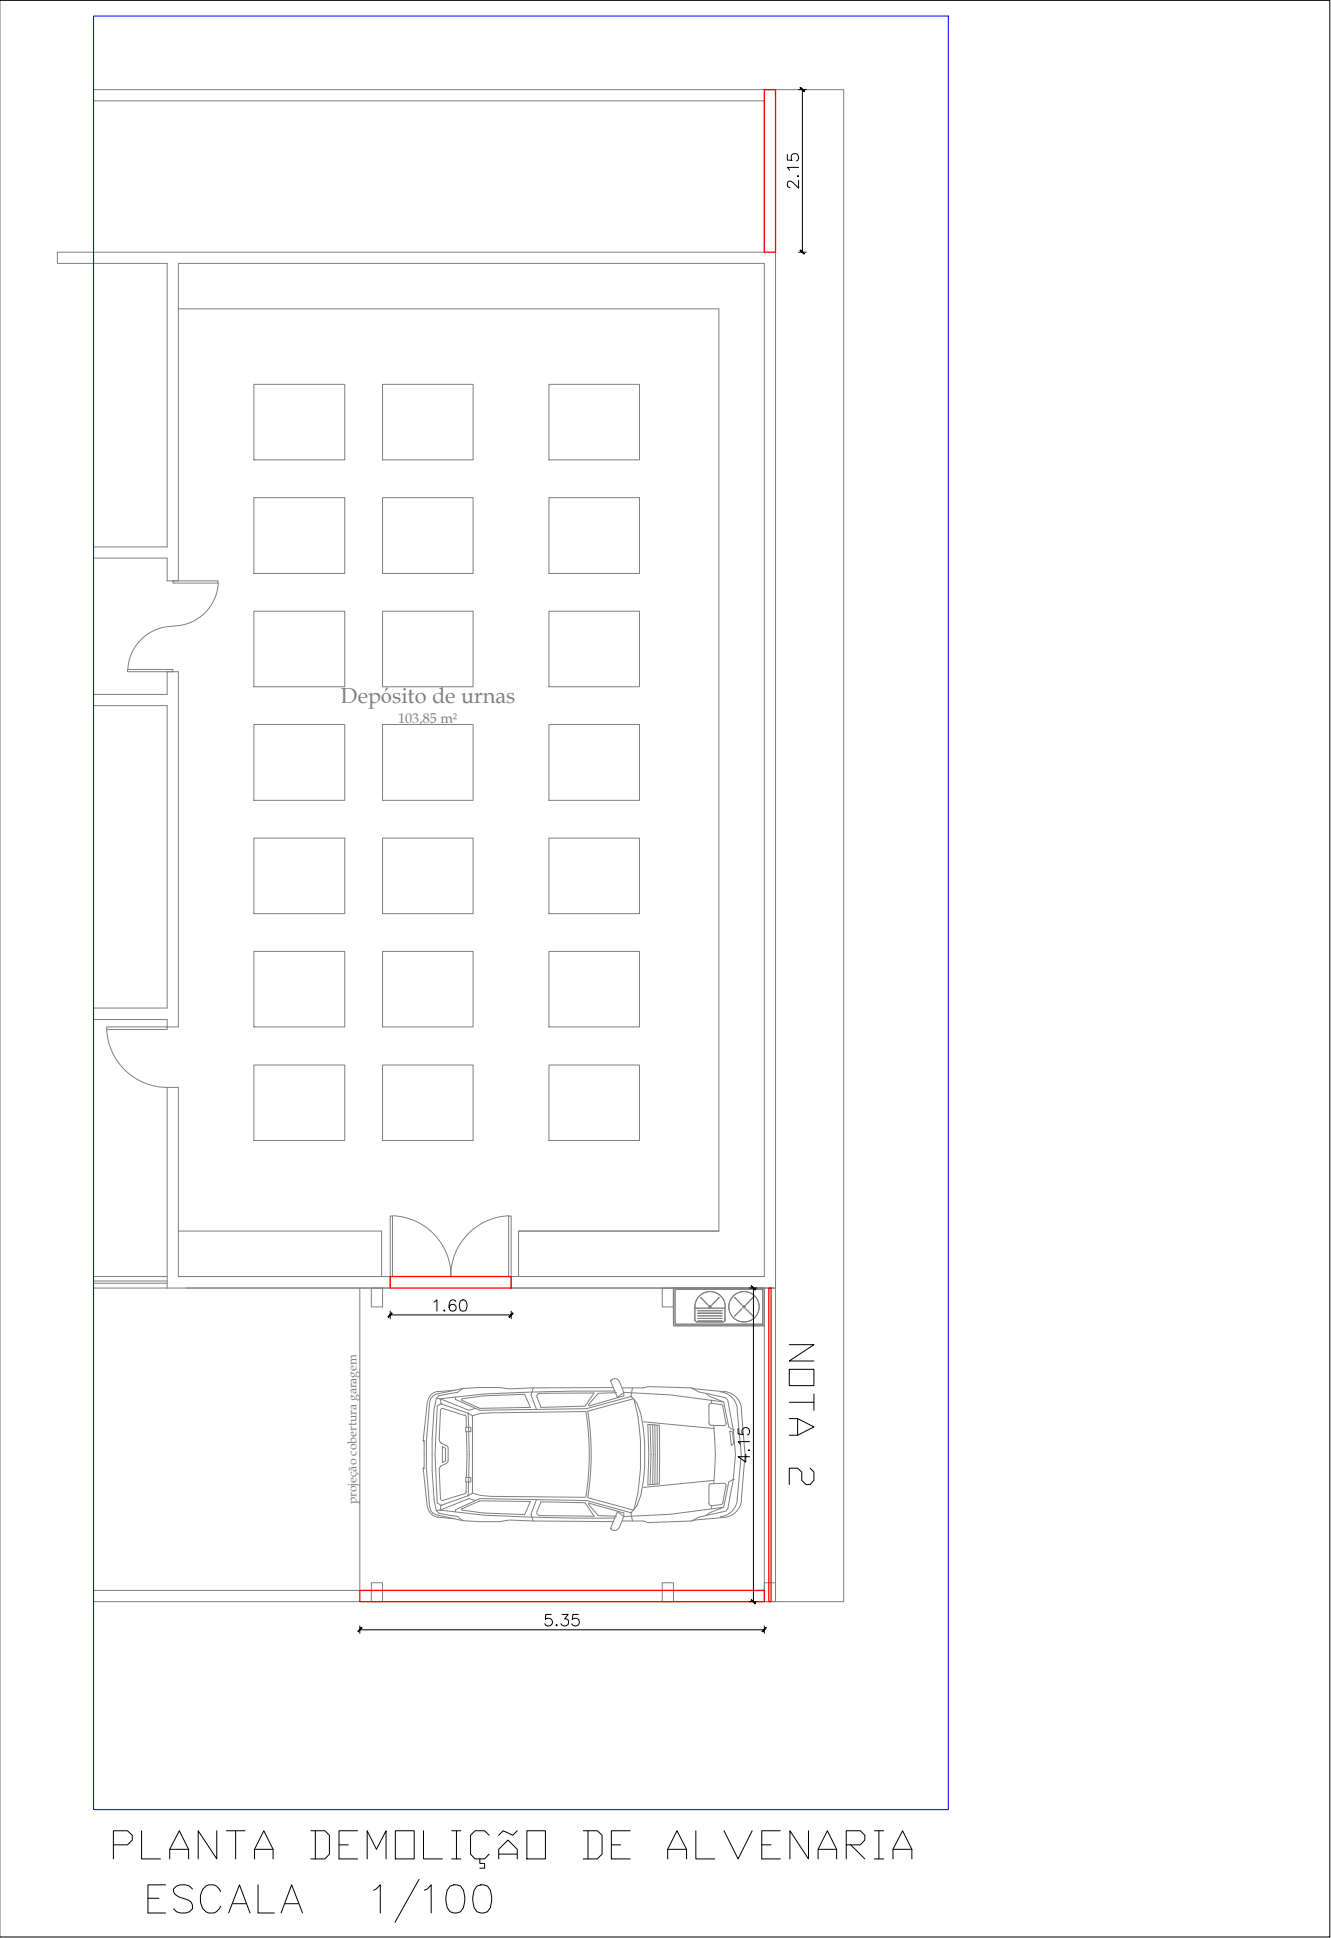 2.15
Depósito de urnas
103,85 m²
1.60
NOTA 2
projeção cobertura garagem
4.15
5.35
PLANTA DEMOLIÇÃO DE ALVENARIA
ESCALA 1/100